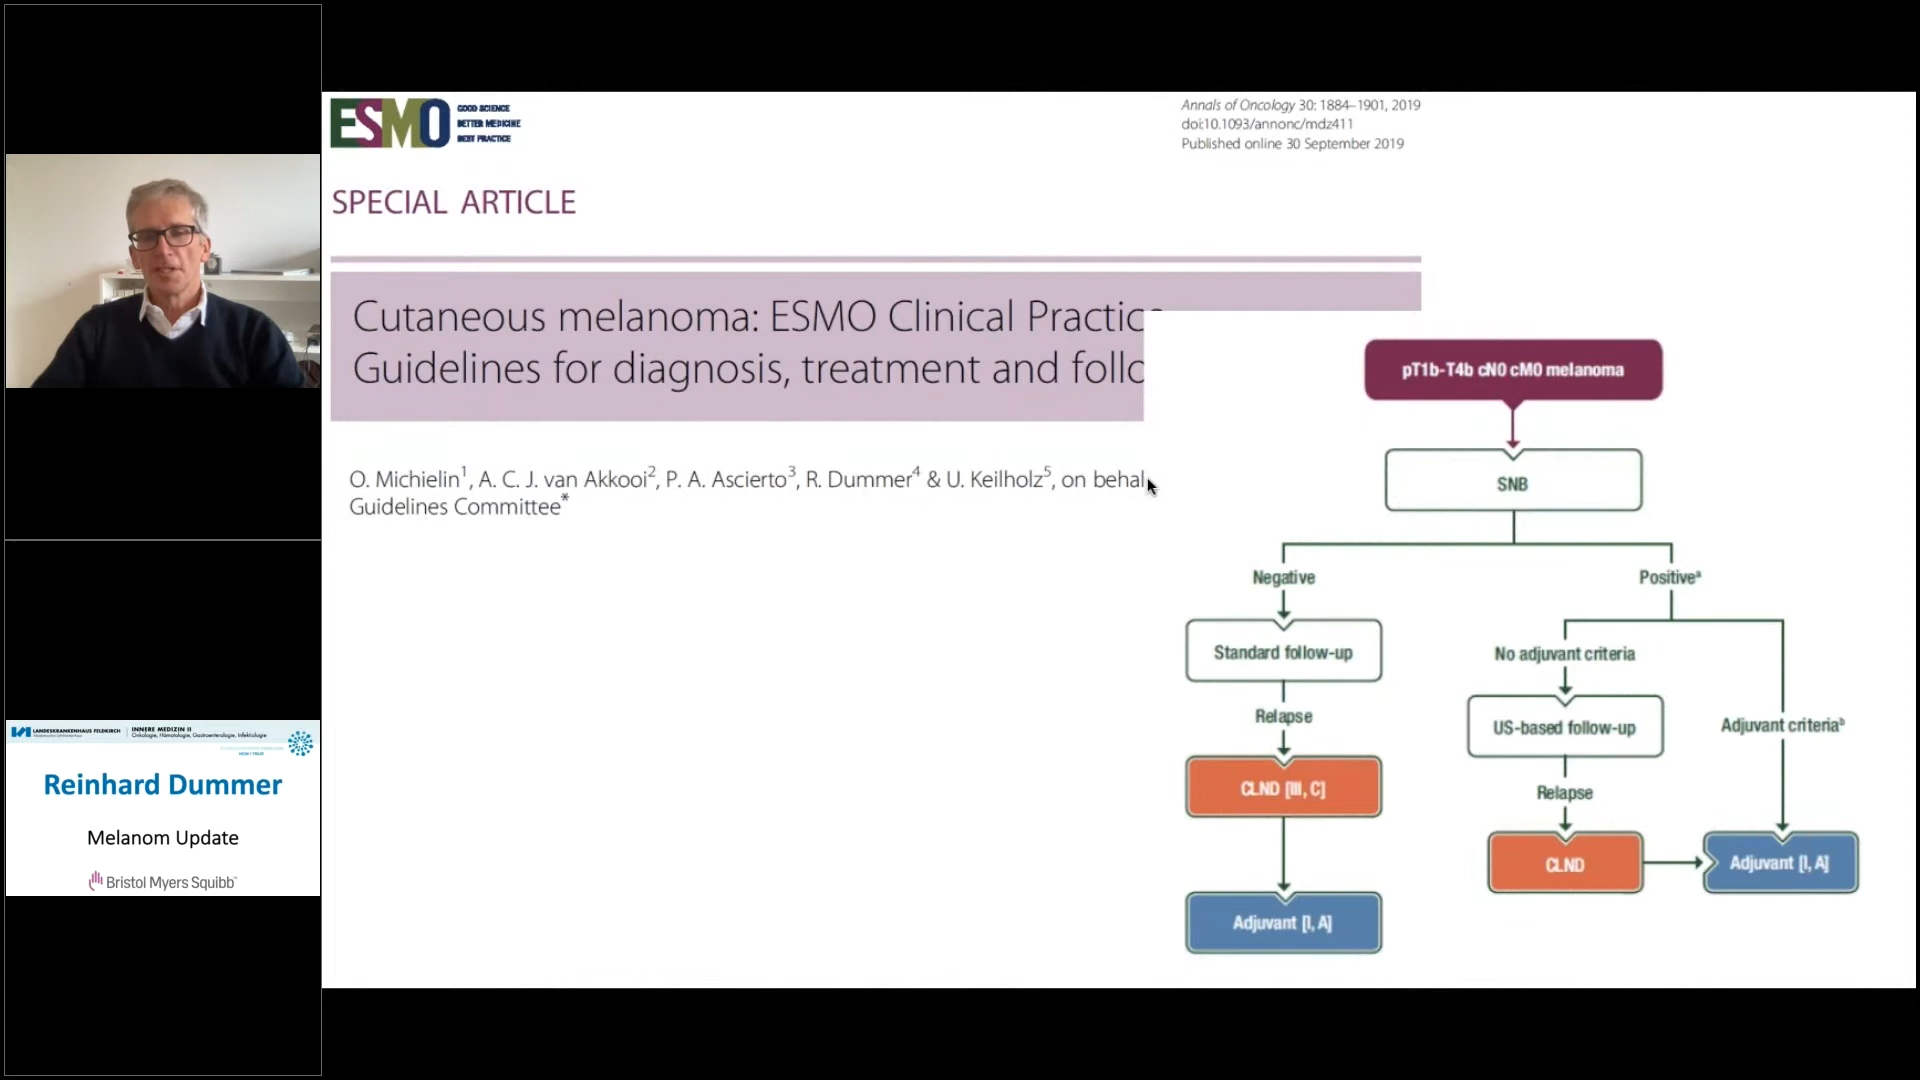 ESMO
GOOD SCIENCE
BETTER MEDICINE
BEST PRACTICE
Annals of Oncology 30: 1884–1901, 2019
doi:10.1093/annonc/mdz411
Published online 30 September 2019
SPECIAL ARTICLE
Cutaneous melanoma: ESMO Clinical Practice
Guidelines for diagnosis, treatment and follo
O. Michielin1, A. C. J. van Akkooi2, P. A. Ascierto3, R. Dummer4 & U. Keilholz5, on behal
Guidelines Committee*
pT1b-T4b cN0 cM0 melanoma
SNB
Negative
Positivea
Standard follow-up
No adjuvant criteria
Relapse
US-based follow-up
Adjuvant criteriab
CLND [III, C]
Relapse
CLND
Adjuvant [I, A]
Adjuvant [I, A]
LANDESKRANKENHAUS FELDKIRCH
INNERE MEDIZIN II
Onkologie, Hämatologie, Gastroenterologie, Infektiologie
Reinhard Dummer
Melanom Update
Bristol Myers Squibb™